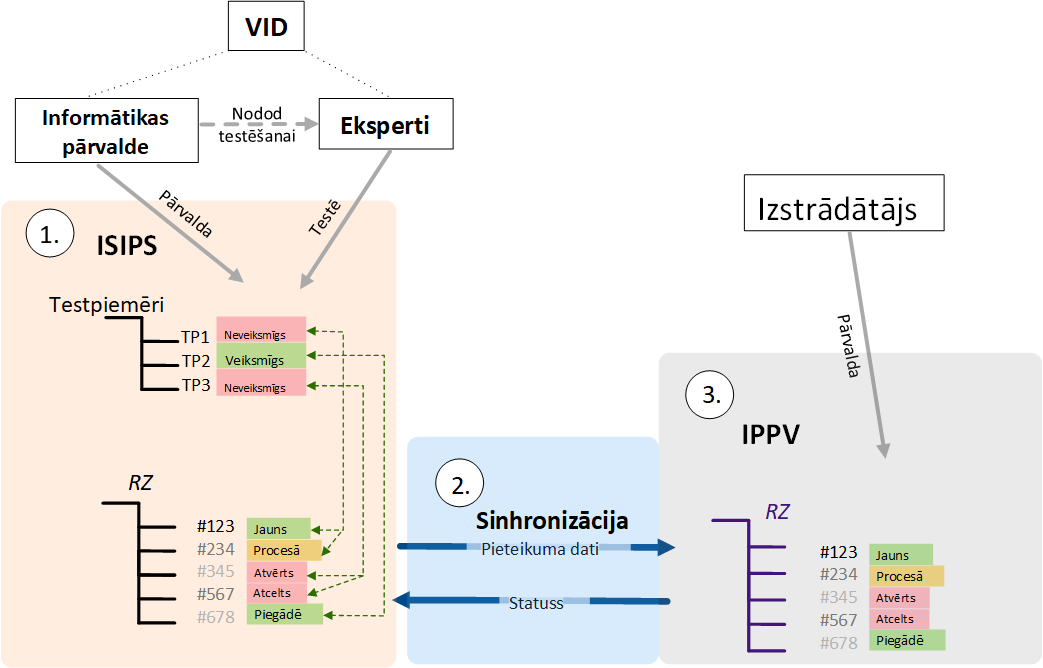 VID
Informātikas
pārvalde
Nodod
testēšanai
Eksperti
Pārvalda
Testē
Izstrādātājs
Pārvalda
1.
ISIPS
Testpiemēri
TP1 Neveiksmīgs
TP2 Veiksmīgs
TP3 Neveiksmīgs
RZ
#123 Jauns
#234 Procesā
#345 Atvērts
#567 Atcelts
#678 Piegādē
2.
Sinhronizācija
Pieteikuma dati
Statuss
3.
IPPV
RZ
#123 Jauns
#234 Procesā
#345 Atvērts
#567 Atcelts
#678 Piegādē